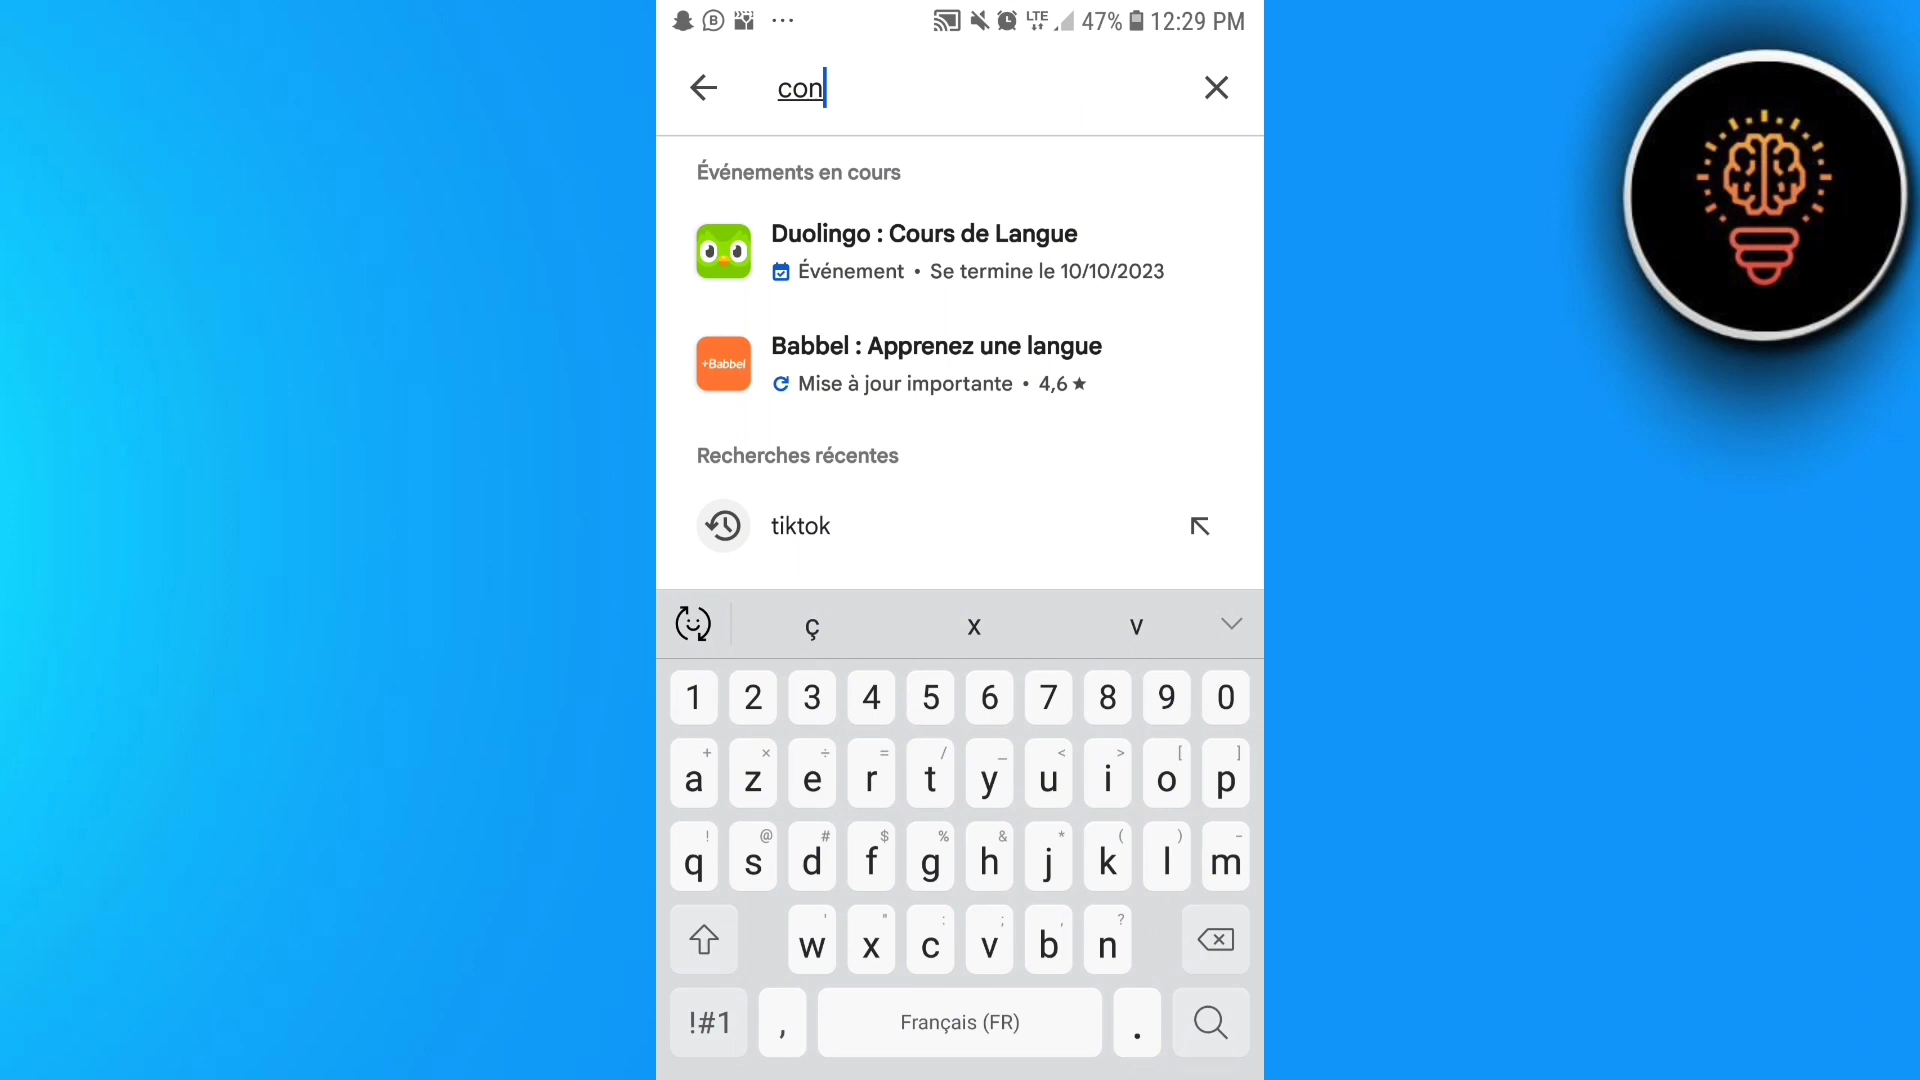 LTE 47% 12:29 PM
con
Événements en cours
Duolingo : Cours de Langue
Événement • Se termine le 10/10/2023
+Babbel
Babbel : Apprenez une langue
Mise à jour importante • 4,6 ★
Recherches récentes
tiktok
ç x v
1 2 3 4 5 6 7 8 9 0
+ × ÷ = / _ < > [ ]
a z e r t y u i o p
! @ # $ % & * ( ) -
q s d f g h j k l m
' " : ; , ?
w x c v b n
!#1 , Français (FR) .